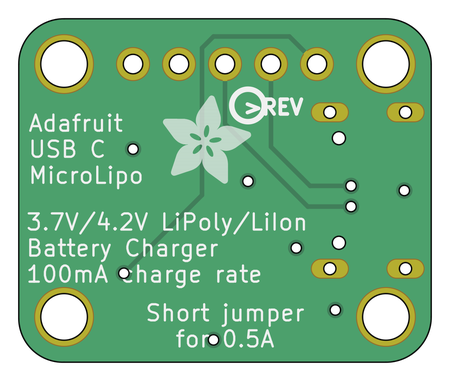 REV
Adafruit
USB C
MicroLipo
3.7V/4.2V LiPoly/LiIon
Battery Charger
100mA charge rate
Short jumper
for 0.5A